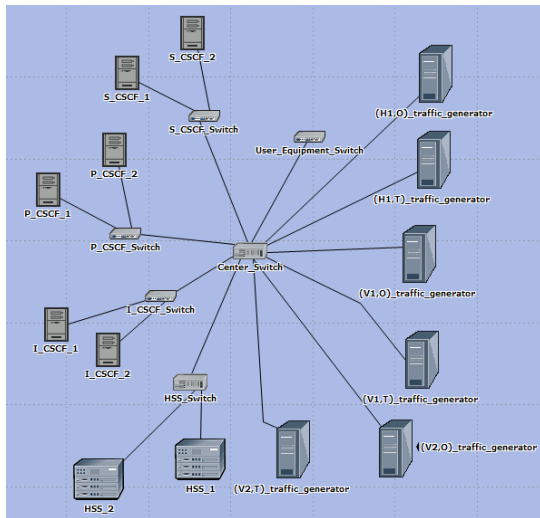 S_CSCF_2
S_CSCF_1
(H1,O)_traffic_generator
S_CSCF_Switch
User_Equipment_Switch
P_CSCF_2
(H1,T)_traffic_generator
P_CSCF_1
P_CSCF_Switch
Center_Switch
(V1,O)_traffic_generator
I_CSCF_Switch
I_CSCF_1
I_CSCF_2
HSS_Switch
(V1,T)_traffic_generator
(V2,O)_traffic_generator
HSS_1
(V2,T)_traffic_generator
HSS_2